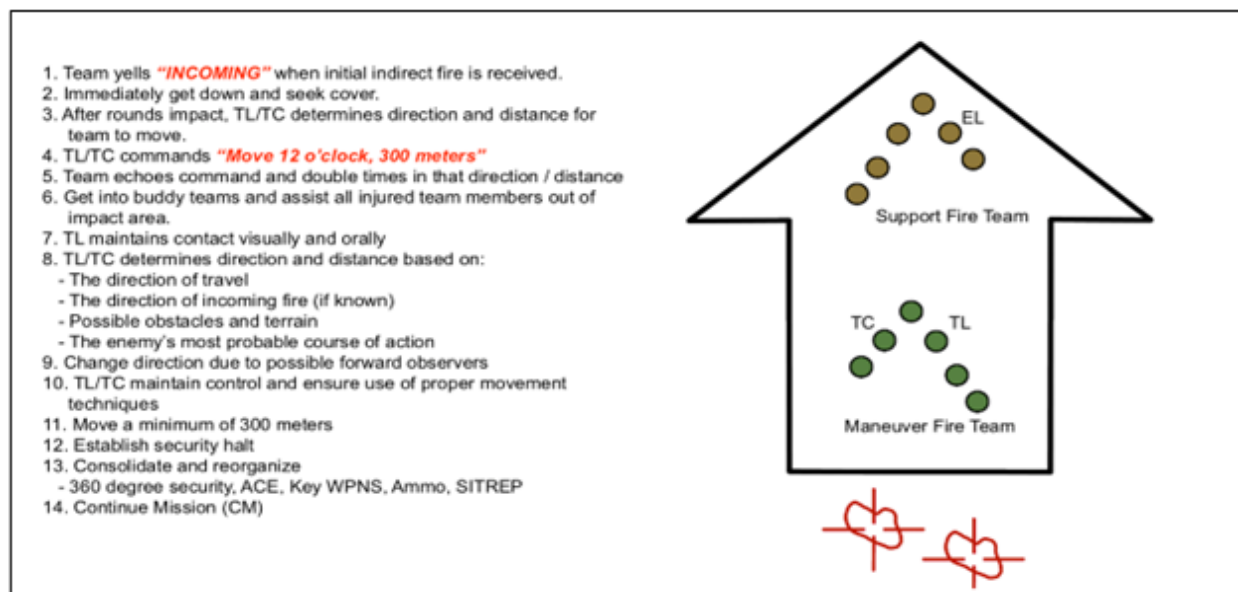 1. Team yells “INCOMING” when initial indirect fire is received.
2. Immediately get down and seek cover.
3. After rounds impact, TL/TC determines direction and distance for
team to move.
4. TL/TC commands “Move 12 o'clock, 300 meters”
5. Team echoes command and double times in that direction / distance
6. Get into buddy teams and assist all injured team members out of
impact area.
7. TL maintains contact visually and orally
8. TL/TC determines direction and distance based on:
- The direction of travel
- The direction of incoming fire (if known)
- Possible obstacles and terrain
- The enemy's most probable course of action
9. Change direction due to possible forward observers
10. TL/TC maintain control and ensure use of proper movement
techniques
11. Move a minimum of 300 meters
12. Establish security halt
13. Consolidate and reorganize
- 360 degree security, ACE, Key WPNS, Ammo, SITREP
14. Continue Mission (CM)
EL
Support Fire Team
TC TL
Maneuver Fire Team